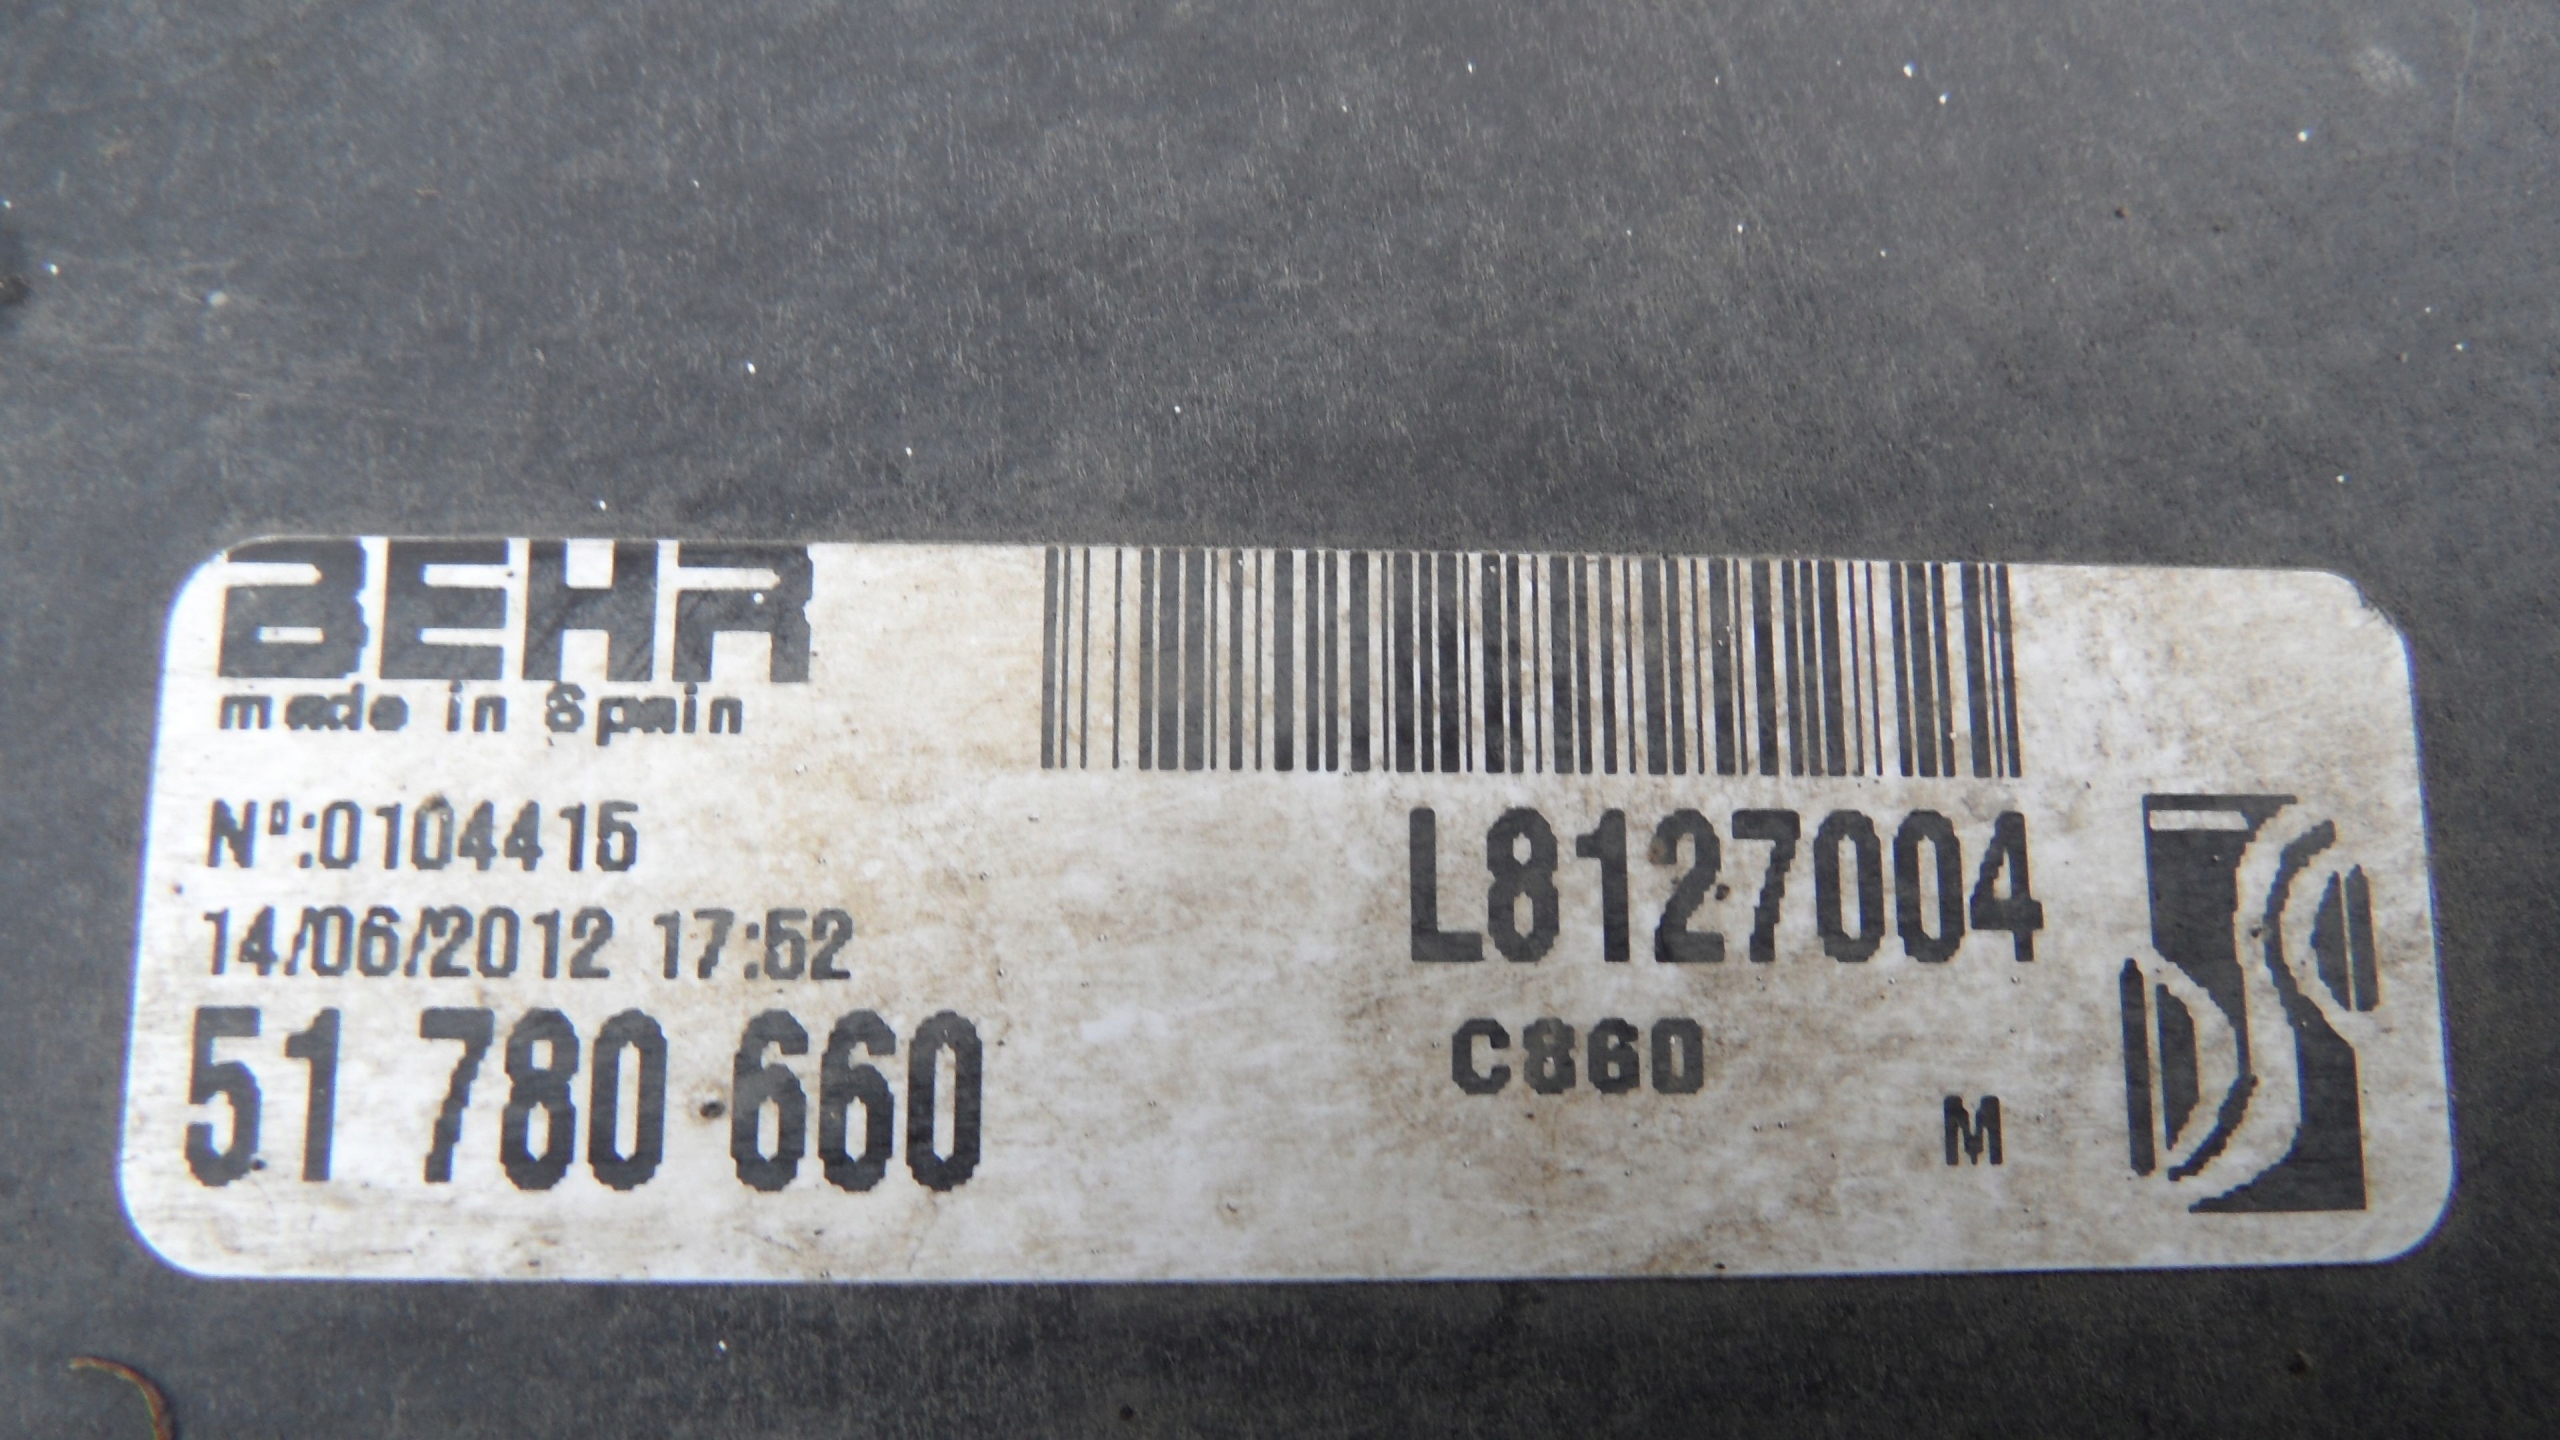 BEHR
made in Spain
Nº:0104415
14/06/2012 17:52
51 780 660
L8127004
C860
M